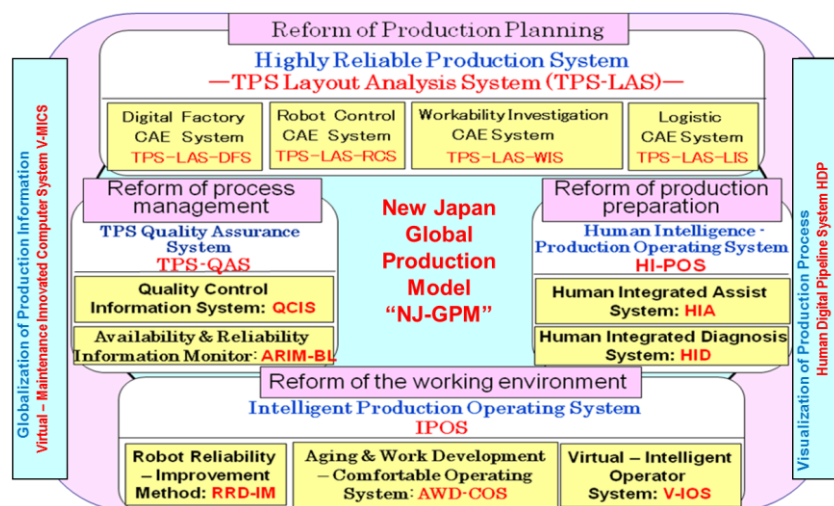 Reform of Production Planning
Highly Reliable Production System
—TPS Layout Analysis System (TPS-LAS)—
Digital Factory
CAE System
TPS-LAS-DFS
Robot Control
CAE System
TPS-LAS-RCS
Workability Investigation
CAE System
TPS-LAS-WIS
Logistic
CAE System
TPS-LAS-LIS
Globalization of Production Information
Virtual – Maintenance Innovated Computer System V-MICS
Reform of process
management
TPS Quality Assurance
System
TPS-QAS
Quality Control
Information System: QCIS
Availability & Reliability
Information Monitor: ARIM-BL
New Japan
Global
Production
Model
“NJ-GPM”
Reform of production
preparation
Human Intelligence -
Production Operating System
HI-POS
Human Integrated Assist
System: HIA
Human Integrated Diagnosis
System: HID
Visualization of Production Process
Human Digital Pipeline System HDP
Reform of the working environment
Intelligent Production Operating System
IPOS
Robot Reliability
– Improvement
Method: RRD-IM
Aging & Work Development
– Comfortable Operating
System: AWD-COS
Virtual – Intelligent
Operator
System: V-IOS